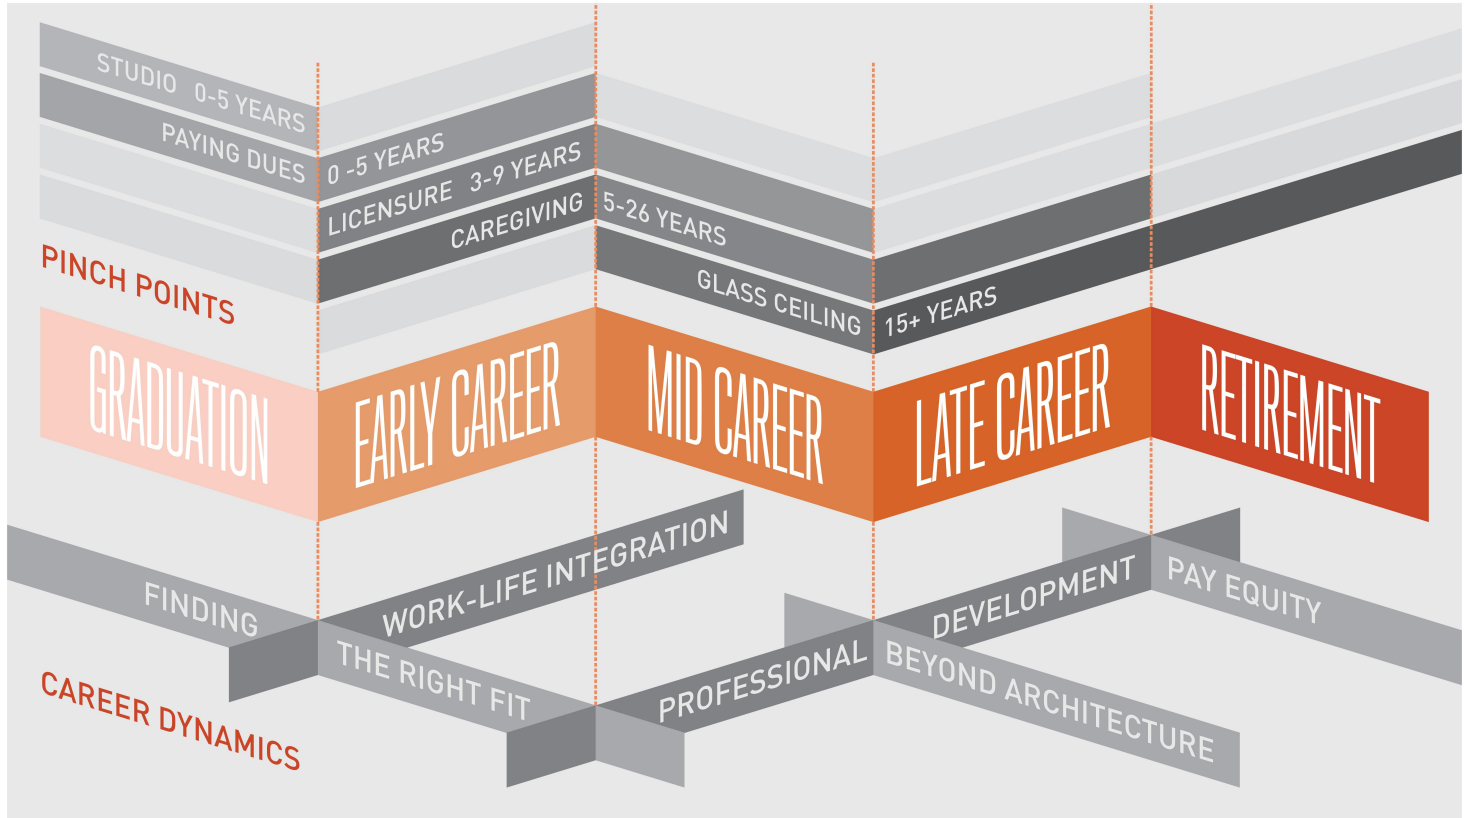 STUDIO 0-5 YEARS
PAYING DUES 0 -5 YEARS
LICENSURE 3-9 YEARS
CAREGIVING 5-26 YEARS
GLASS CEILING 15+ YEARS
PINCH POINTS
GRADUATION
EARLY CAREER
MID CAREER
LATE CAREER
RETIREMENT
FINDING THE RIGHT FIT
WORK-LIFE INTEGRATION
PROFESSIONAL DEVELOPMENT
BEYOND ARCHITECTURE
PAY EQUITY
CAREER DYNAMICS